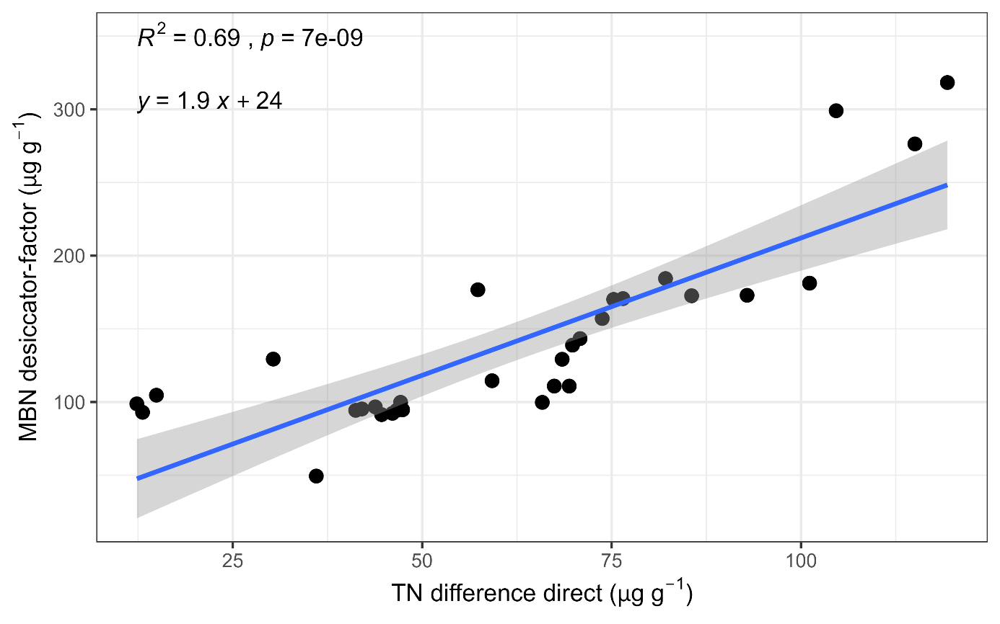 R² = 0.69 , p = 7e-09
y = 1.9 x + 24
MBN desiccator-factor (µg g⁻¹)
300
200
100
25 50 75 100
TN difference direct (µg g⁻¹)